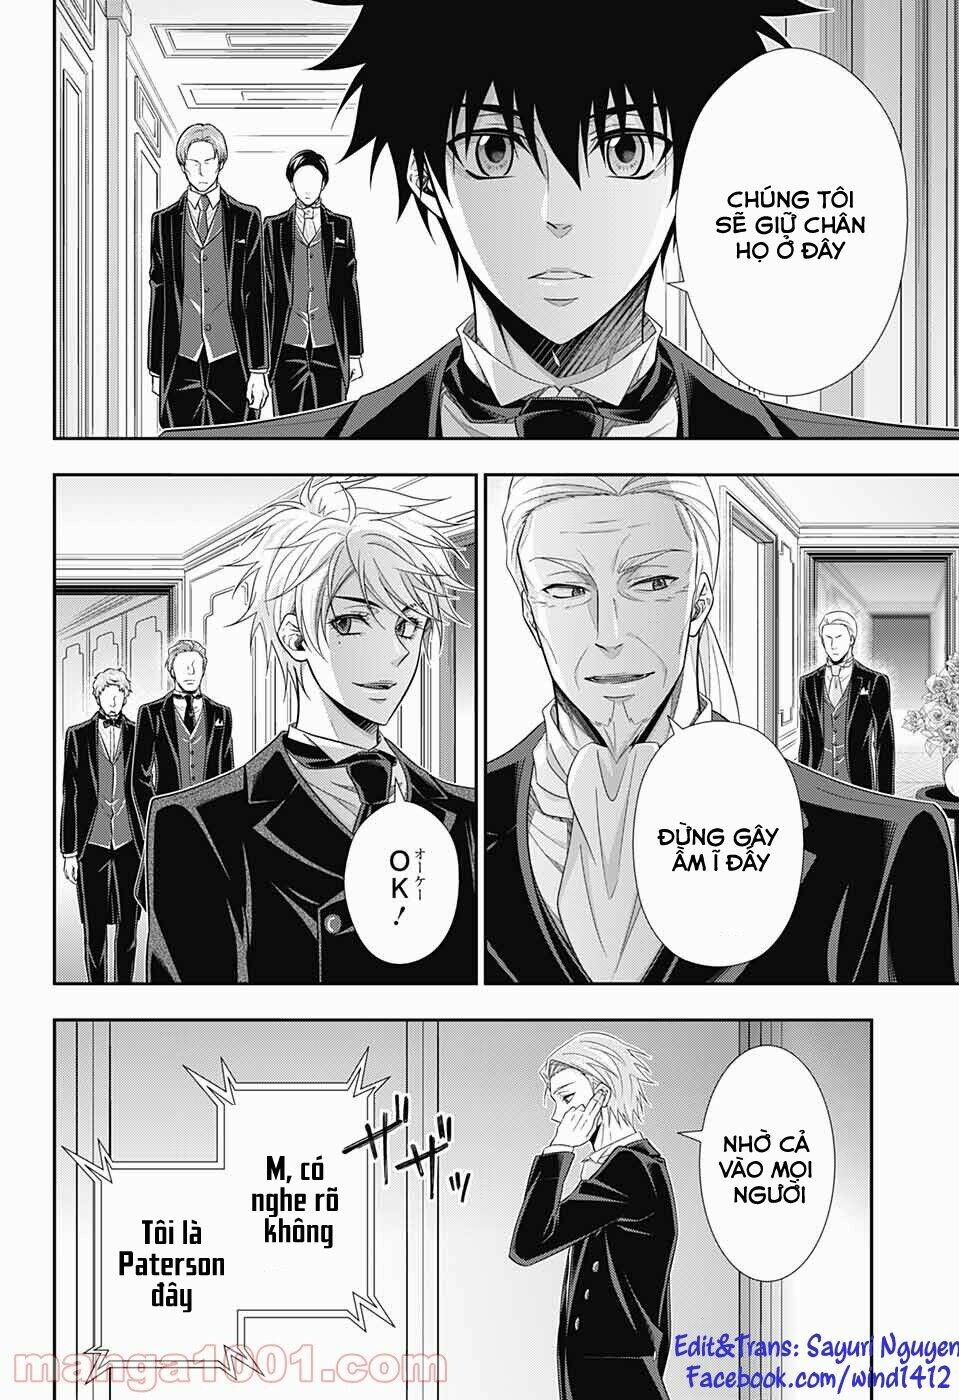 CHÚNG TÔI
SẼ GIỮ CHÂN
HỌ Ở ĐÂY
ĐỪNG GÂY
ẦM Ĩ ĐẤY
OK!
オーケー
NHỜ CẢ
VÀO MỌI
NGƯỜI
ザザッ
M, có
nghe rõ
không
Tôi là
Paterson
đây
manga1001.com
Edit&Trans: Sayuri Nguyen
Facebook.com/wind1412